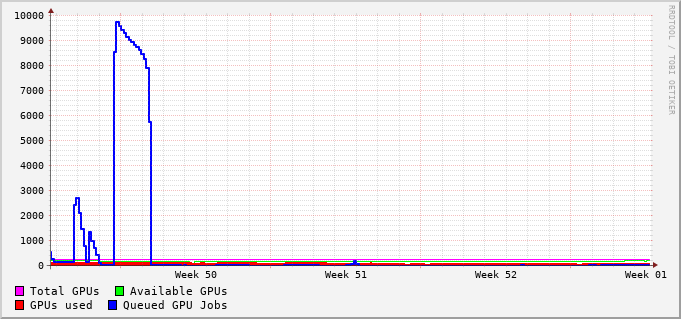 10000
9000
8000
7000
6000
5000
4000
3000
2000
1000
0
Week 50 Week 51 Week 52 Week 01
Total GPUs Available GPUs
GPUs used Queued GPU Jobs
RRDTOOL / TOBI OETIKER